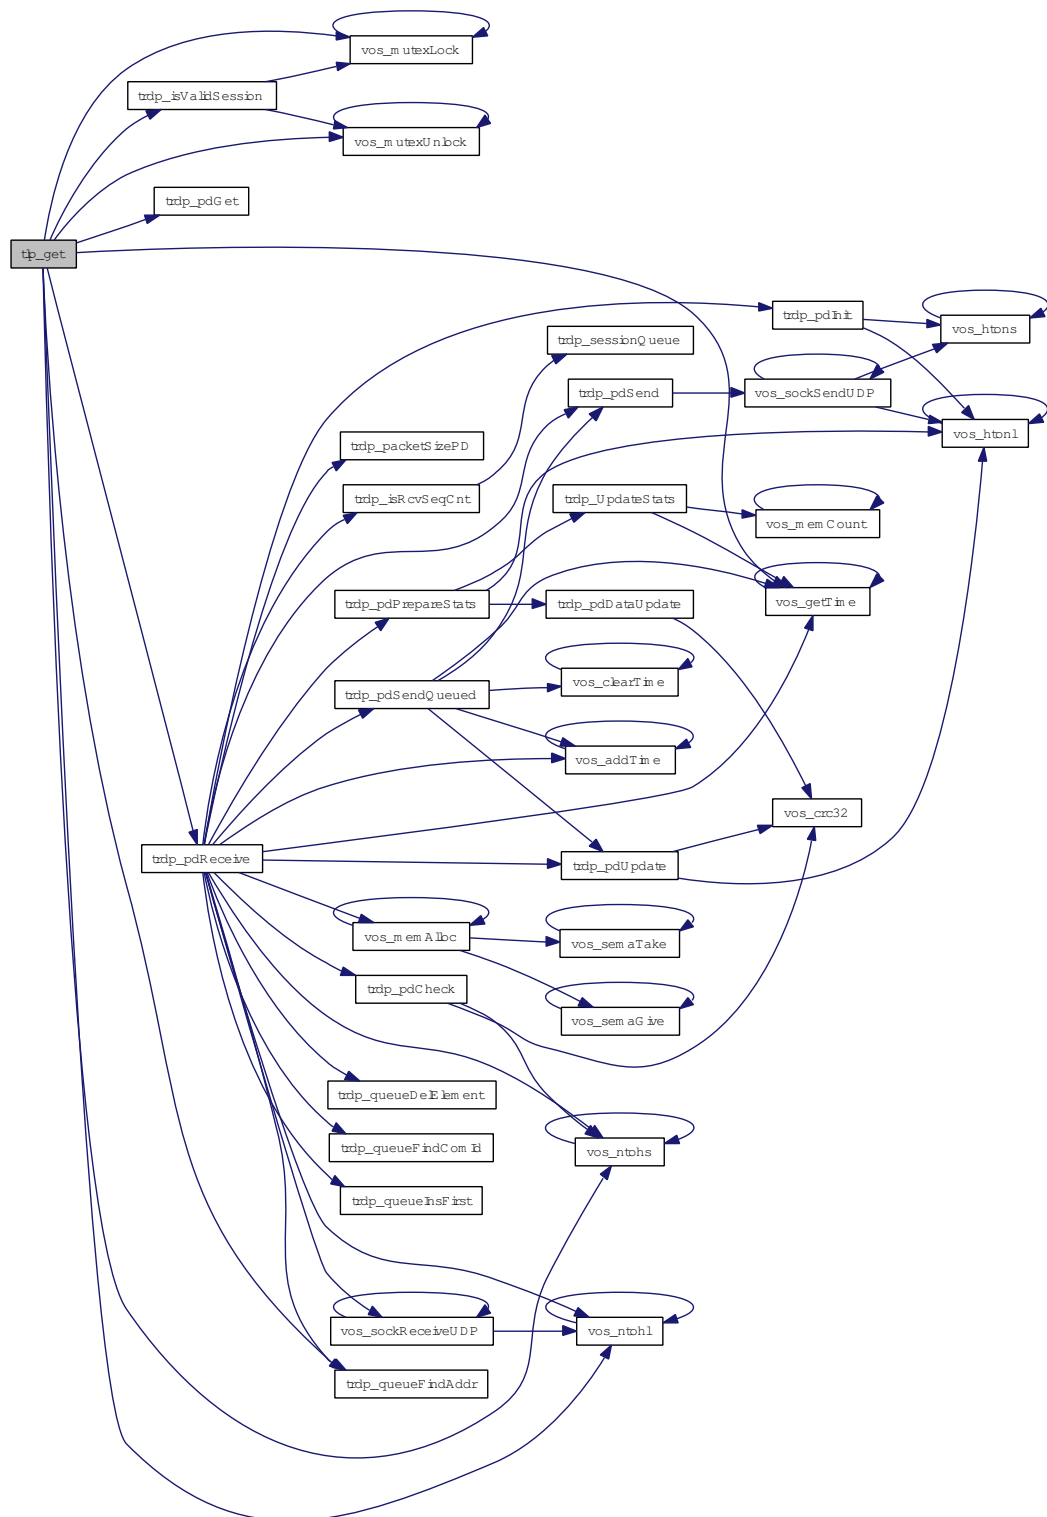 vos_mutexLock
trdp_isValidSession
vos_mutexUnlock
trdp_pdGet
tlp_get
trdp_pdInit
vos_htons
trdp_sessionQueue
trdp_pdSend
vos_sockSendUDP
vos_htonl
trdp_packetSizePD
trdp_isRcvSeqCnt
trdp_UpdateStats
vos_memCount
trdp_pdPrepareStats
trdp_pdDataUpdate
vos_getTime
trdp_pdSendQueued
vos_clearTime
vos_addTime
vos_crc32
trdp_pdReceive
trdp_pdUpdate
vos_memAlloc
vos_semaTake
trdp_pdCheck
vos_semaGive
trdp_queueDelElement
trdp_queueFindComId
vos_ntohs
trdp_queueInsFirst
vos_sockReceiveUDP
vos_ntohl
trdp_queueFindAddr